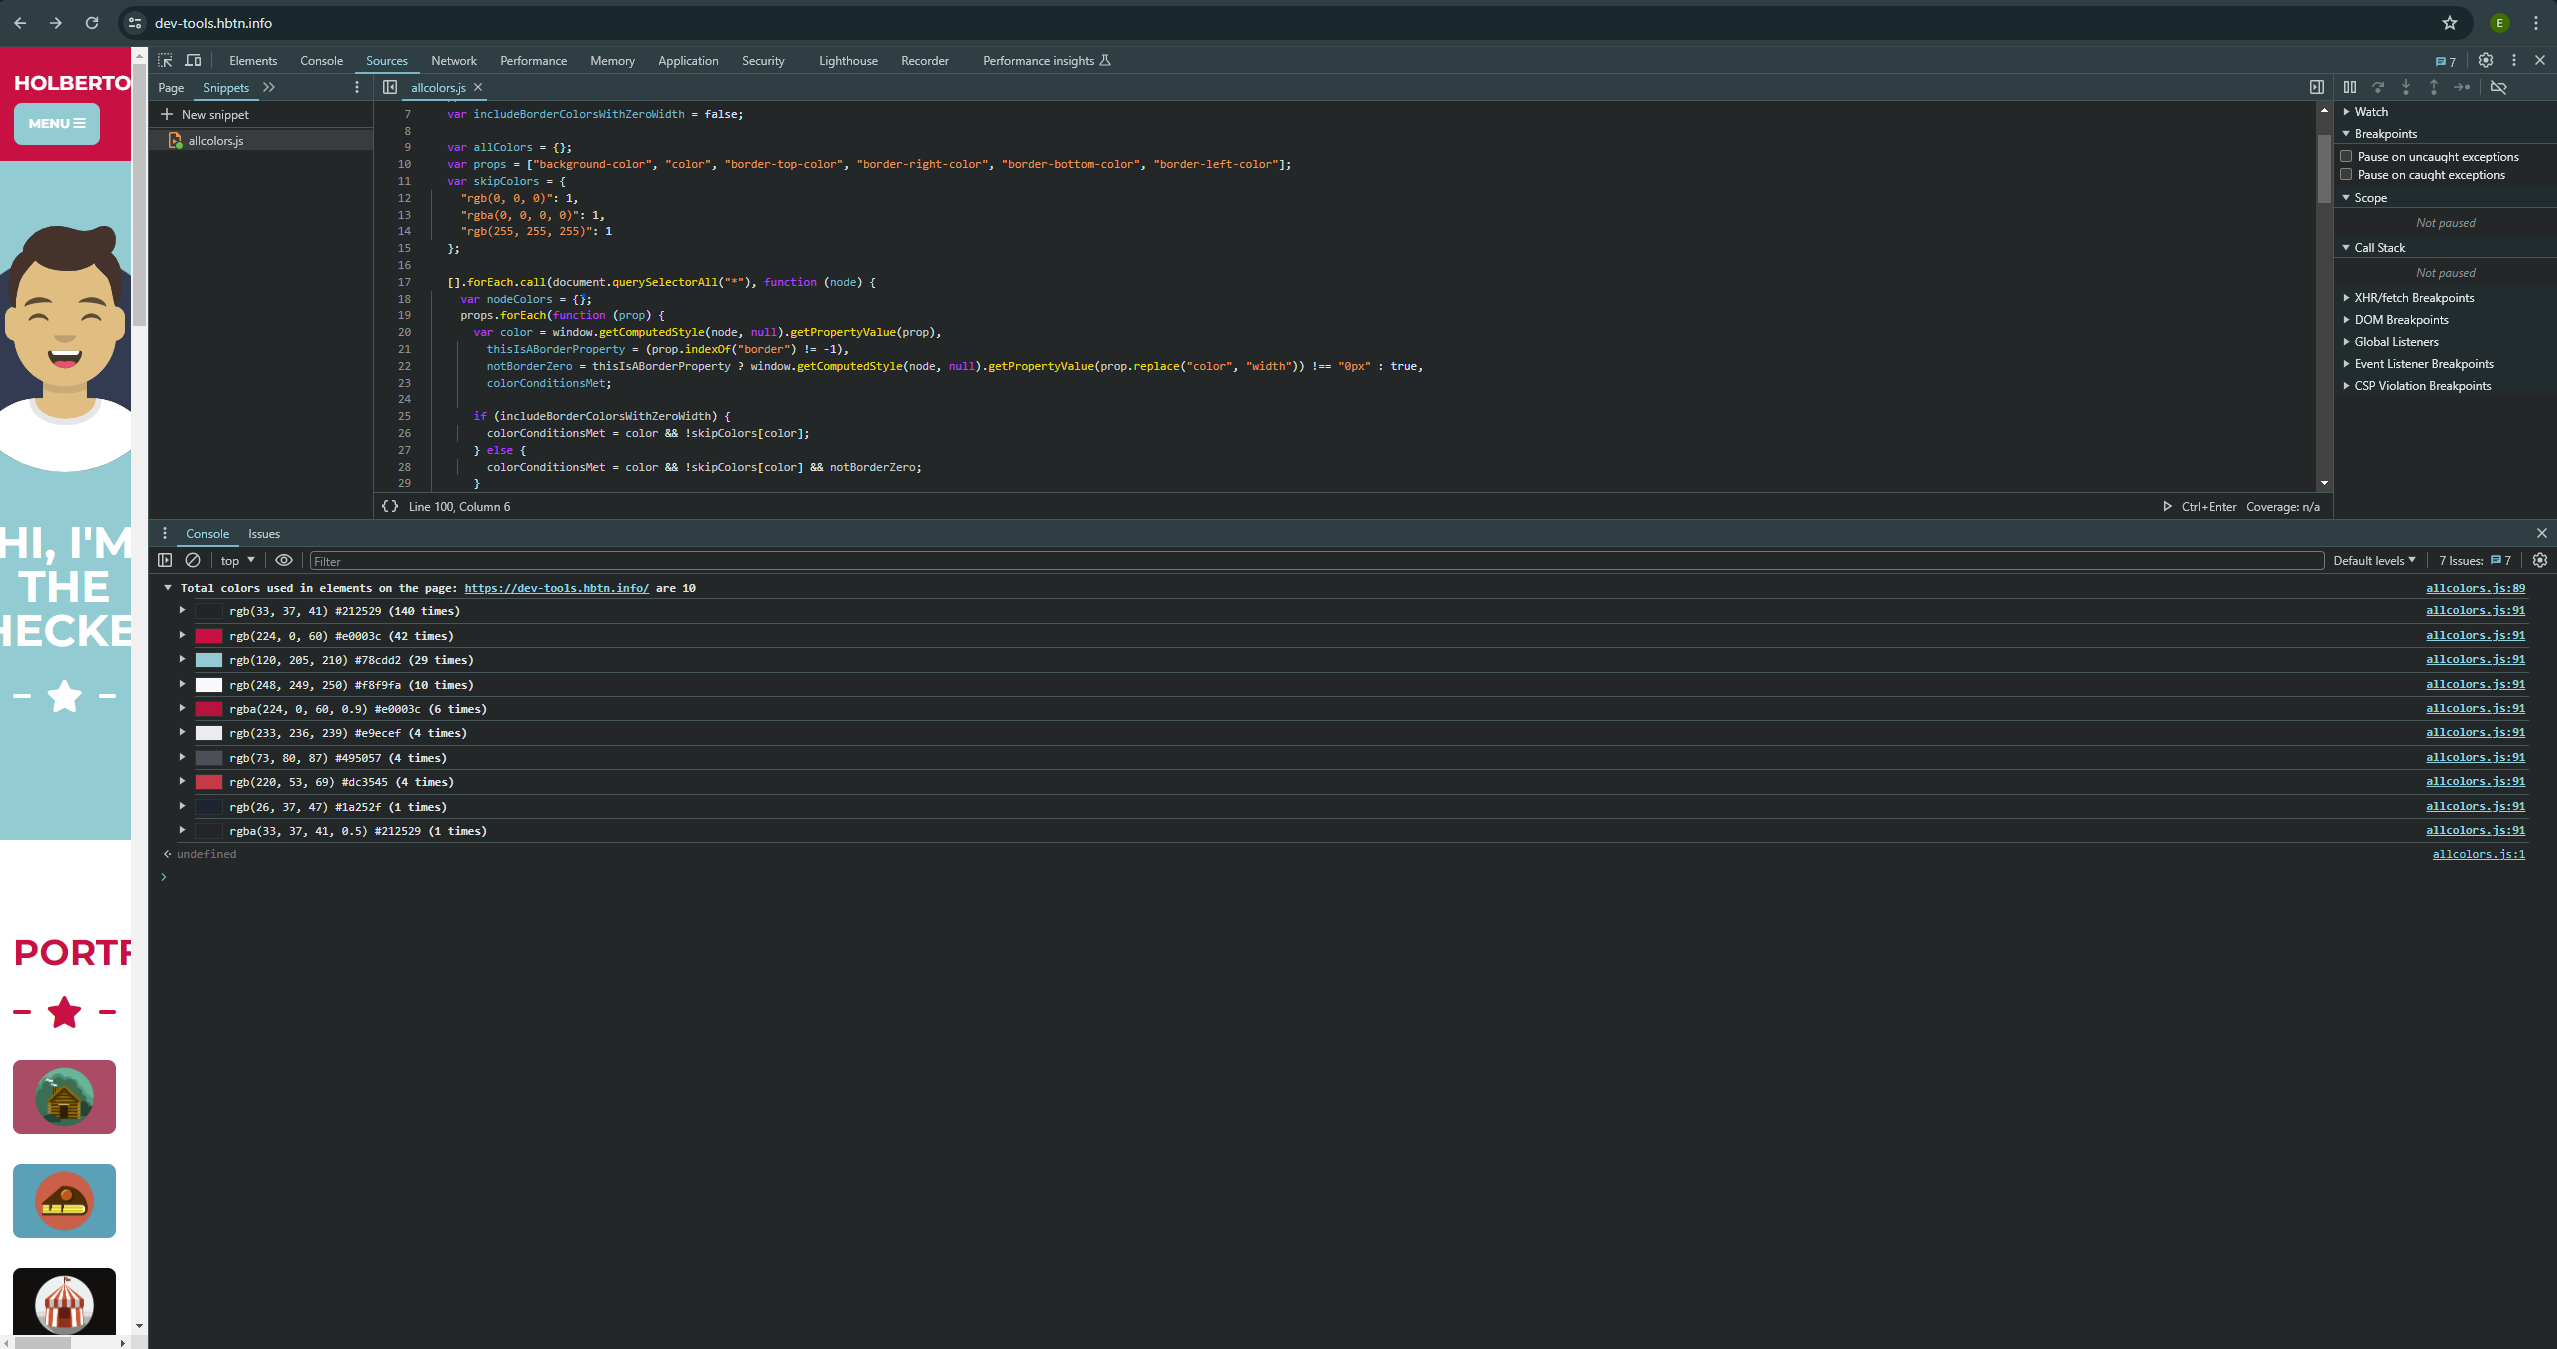 dev-tools.hbtn.info
E
HOLBERTO
MENU
HI, I'M
THE
HECKE
PORTF
Elements Console Sources Network Performance Memory Application Security Lighthouse Recorder Performance insights
7
Page Snippets
allcolors.js
New snippet
allcolors.js
7 var includeBorderColorsWithZeroWidth = false;
8
9 var allColors = {};
10 var props = ["background-color", "color", "border-top-color", "border-right-color", "border-bottom-color", "border-left-color"];
11 var skipColors = {
12 "rgb(0, 0, 0)": 1,
13 "rgba(0, 0, 0, 0)": 1,
14 "rgb(255, 255, 255)": 1
15 };
16
17 [].forEach.call(document.querySelectorAll("*"), function (node) {
18 var nodeColors = {};
19 props.forEach(function (prop) {
20 var color = window.getComputedStyle(node, null).getPropertyValue(prop),
21 thisIsABorderProperty = (prop.indexOf("border") != -1),
22 notBorderZero = thisIsABorderProperty ? window.getComputedStyle(node, null).getPropertyValue(prop.replace("color", "width")) !== "0px" : true,
23 colorConditionsMet;
24
25 if (includeBorderColorsWithZeroWidth) {
26 colorConditionsMet = color && !skipColors[color];
27 } else {
28 colorConditionsMet = color && !skipColors[color] && notBorderZero;
29 }
{} Line 100, Column 6
Ctrl+Enter Coverage: n/a
Watch
Breakpoints
Pause on uncaught exceptions
Pause on caught exceptions
Scope
Not paused
Call Stack
Not paused
XHR/fetch Breakpoints
DOM Breakpoints
Global Listeners
Event Listener Breakpoints
CSP Violation Breakpoints
Console Issues
top Filter Default levels 7 Issues: 7
Total colors used in elements on the page: https://dev-tools.hbtn.info/ are 10 allcolors.js:89
rgb(33, 37, 41) #212529 (140 times) allcolors.js:91
rgb(224, 0, 60) #e0003c (42 times) allcolors.js:91
rgb(120, 205, 210) #78cdd2 (29 times) allcolors.js:91
rgb(248, 249, 250) #f8f9fa (10 times) allcolors.js:91
rgba(224, 0, 60, 0.9) #e0003c (6 times) allcolors.js:91
rgb(233, 236, 239) #e9ecef (4 times) allcolors.js:91
rgb(73, 80, 87) #495057 (4 times) allcolors.js:91
rgb(220, 53, 69) #dc3545 (4 times) allcolors.js:91
rgb(26, 37, 47) #1a252f (1 times) allcolors.js:91
rgba(33, 37, 41, 0.5) #212529 (1 times) allcolors.js:91
undefined allcolors.js:1